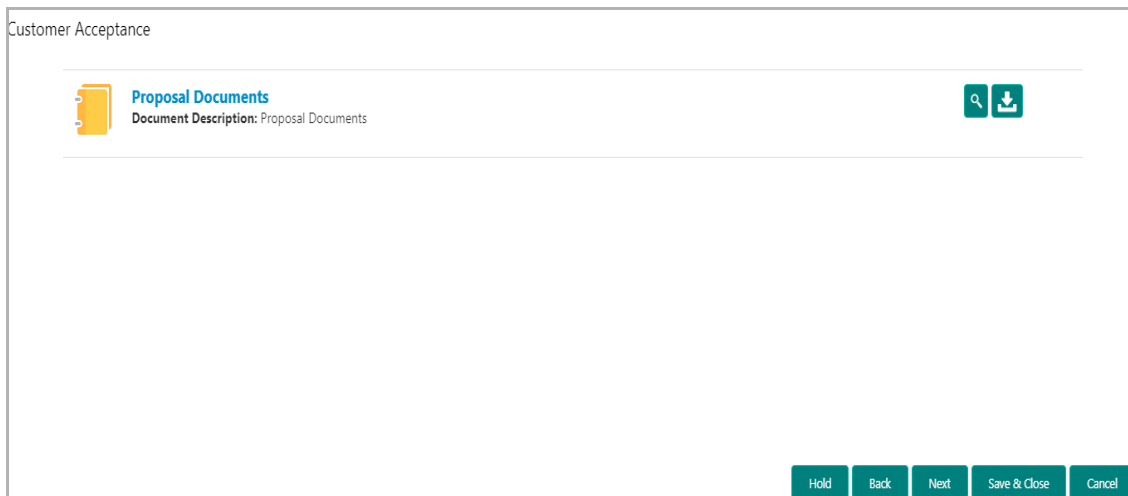 Customer Acceptance
Proposal Documents
Document Description: Proposal Documents
Hold Back Next Save & Close Cancel